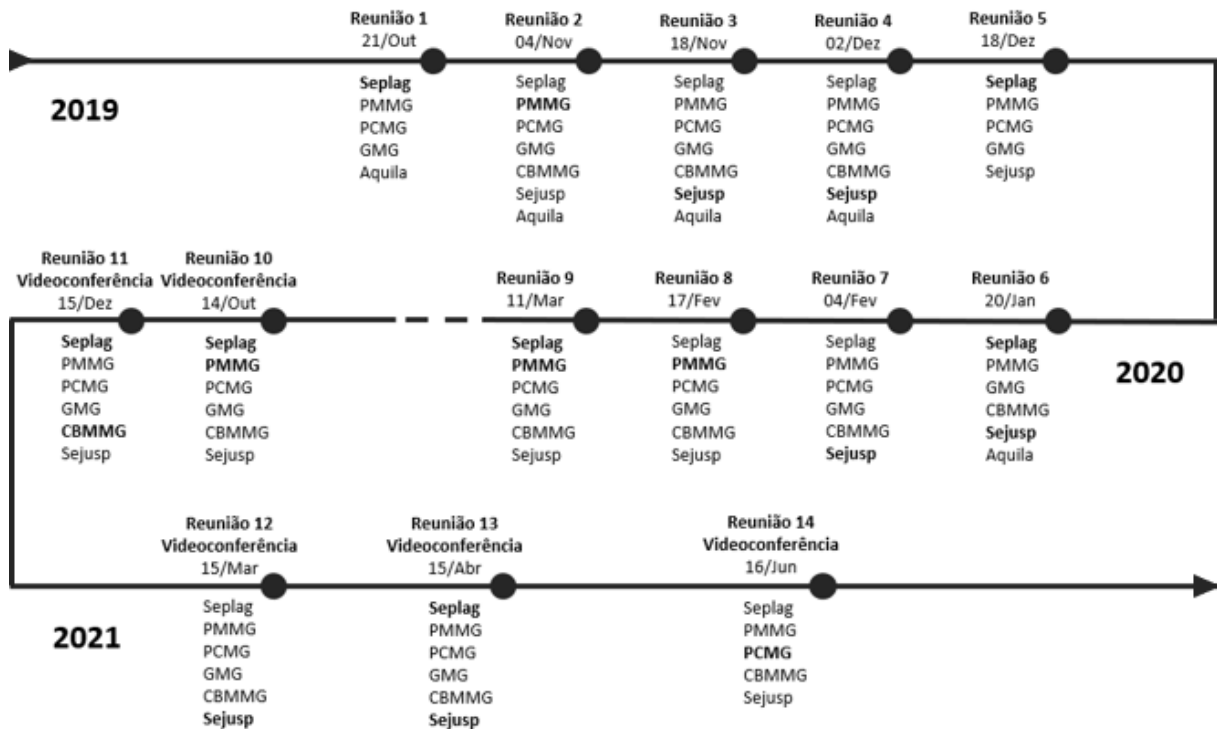 Reunião 1
21/Out
Seplag
PMMG
PCMG
GMG
Aquila
Reunião 2
04/Nov
Seplag
PMMG
PCMG
GMG
CBMMG
Sejusp
Aquila
Reunião 3
18/Nov
Seplag
PMMG
PCMG
GMG
CBMMG
Sejusp
Aquila
Reunião 4
02/Dez
Seplag
PMMG
PCMG
GMG
CBMMG
Sejusp
Aquila
Reunião 5
18/Dez
Seplag
PMMG
PCMG
GMG
Sejusp
2019
Reunião 11
Videoconferência
15/Dez
Seplag
PMMG
PCMG
GMG
CBMMG
Sejusp
Reunião 10
Videoconferência
14/Out
Seplag
PMMG
PCMG
GMG
CBMMG
Sejusp
Reunião 9
11/Mar
Seplag
PMMG
PCMG
GMG
CBMMG
Sejusp
Reunião 8
17/Fev
Seplag
PMMG
PCMG
GMG
CBMMG
Sejusp
Reunião 7
04/Fev
Seplag
PMMG
PCMG
GMG
CBMMG
Sejusp
Reunião 6
20/Jan
Seplag
PMMG
GMG
CBMMG
Sejusp
Aquila
2020
Reunião 12
Videoconferência
15/Mar
Seplag
PMMG
PCMG
GMG
CBMMG
Sejusp
Reunião 13
Videoconferência
15/Abr
Seplag
PMMG
PCMG
GMG
CBMMG
Sejusp
Reunião 14
Videoconferência
16/Jun
Seplag
PMMG
PCMG
CBMMG
Sejusp
2021